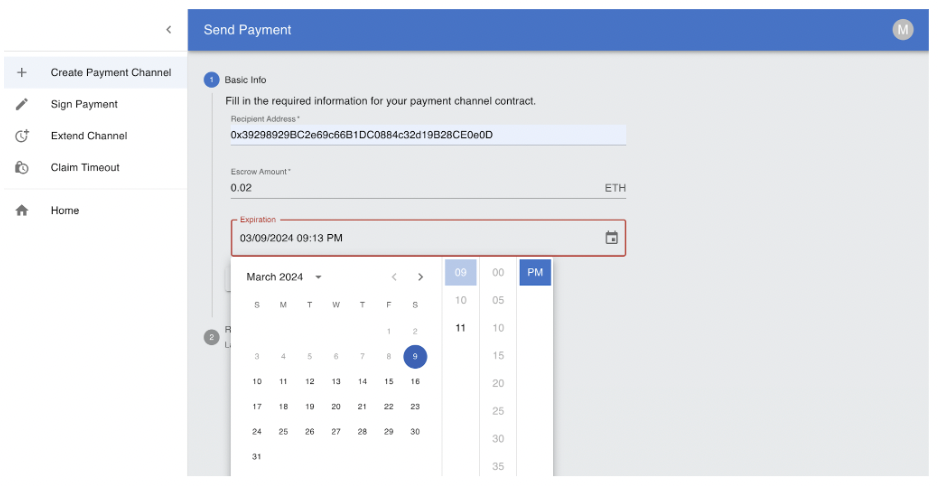 Send Payment
M
Create Payment Channel
Sign Payment
Extend Channel
Claim Timeout
Home
1 Basic Info
Fill in the required information for your payment channel contract.
Recipient Address *
0x39298929BC2e69c66B1DC0884c32d19B28CE0e0D
Escrow Amount *
0.02 ETH
Expiration
03/09/2024 09:13 PM
March 2024
S M T W T F S
1 2
3 4 5 6 7 8 9
10 11 12 13 14 15 16
17 18 19 20 21 22 23
24 25 26 27 28 29 30
31
09 00 PM
10 05
11 10
15
20
25
30
35
2